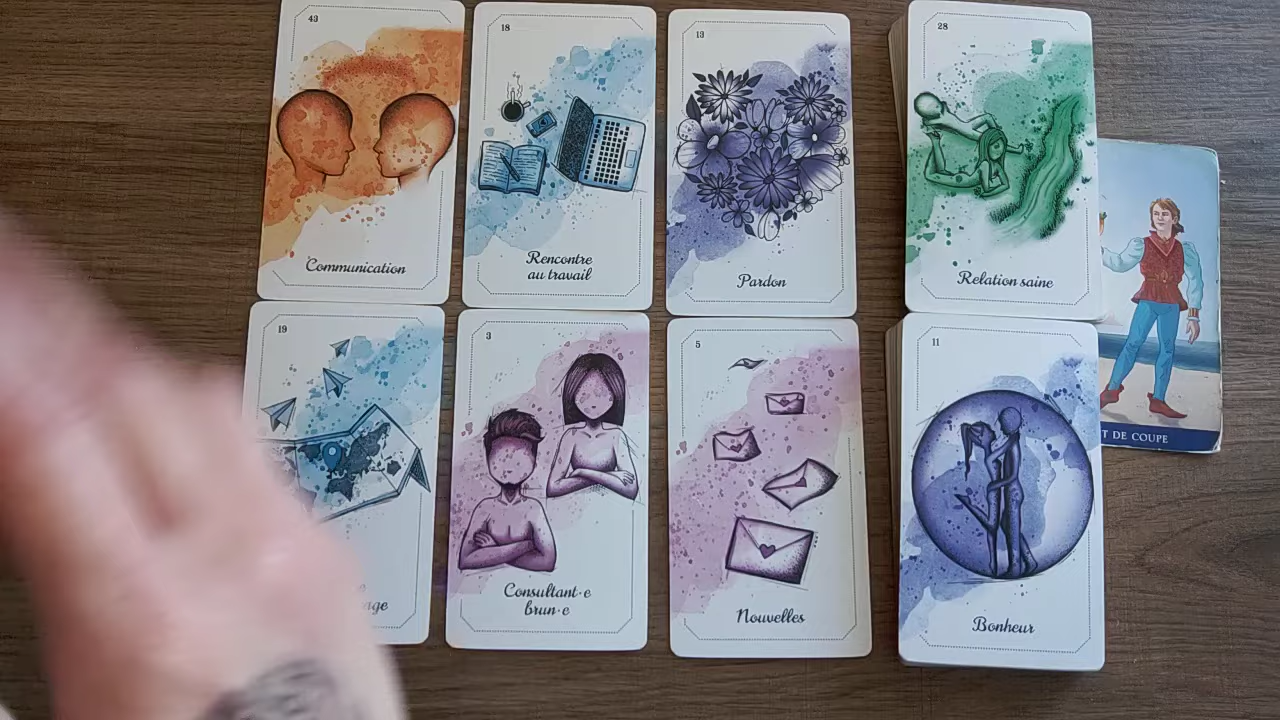 43
Communication
18
Rencontre
au travail
13
Pardon
28
Relation saine
19
3
Consultant·e
brun·e
5
Nouvelles
11
Bonheur
DE COUPE